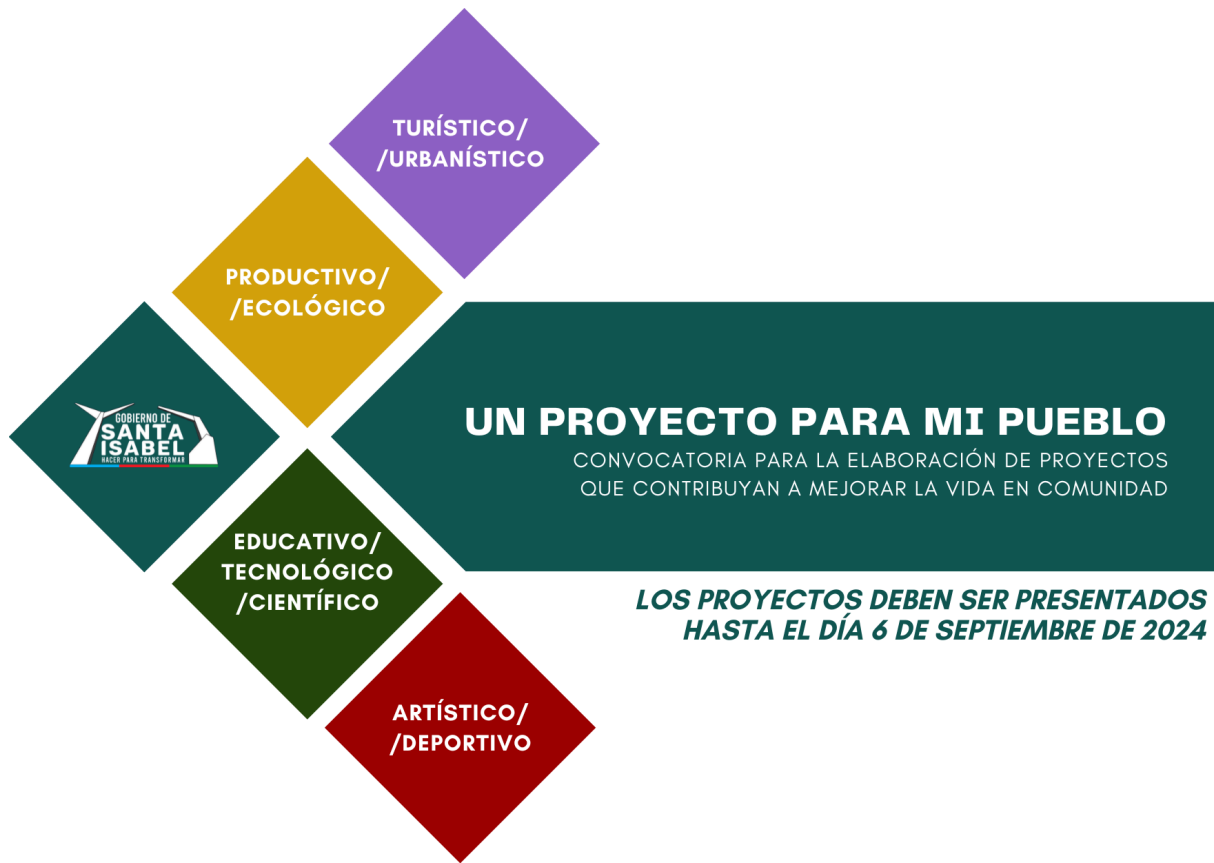 TURÍSTICO/
/URBANÍSTICO
PRODUCTIVO/
/ECOLÓGICO
GOBIERNO DE
SANTA
ISABEL
HACER PARA TRANSFORMAR
UN PROYECTO PARA MI PUEBLO
CONVOCATORIA PARA LA ELABORACIÓN DE PROYECTOS
QUE CONTRIBUYAN A MEJORAR LA VIDA EN COMUNIDAD
EDUCATIVO/
TECNOLÓGICO
/CIENTÍFICO
LOS PROYECTOS DEBEN SER PRESENTADOS
HASTA EL DÍA 6 DE SEPTIEMBRE DE 2024
ARTÍSTICO/
/DEPORTIVO